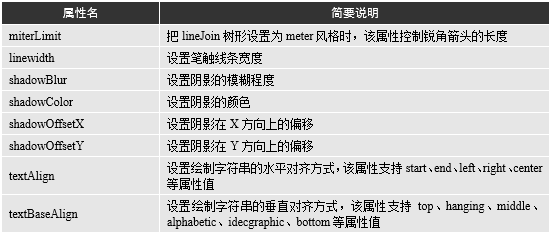 属性名 简要说明
miterLimit 把 lineJoin 树形设置为 meter 风格时，该属性控制锐角箭头的长度
linewidth 设置笔触线条宽度
shadowBlur 设置阴影的模糊程度
shadowColor 设置阴影的颜色
shadowOffsetX 设置阴影在 X 方向上的偏移
shadowOffsetY 设置阴影在 Y 方向上的偏移
textAlign 设置绘制字符串的水平对齐方式，该属性支持 start、end、left、right、center
等属性值
textBaseAlign 设置绘制字符串的垂直对齐方式，该属性支持 top、hanging、middle、
alphabetic、idecgraphic、bottom 等属性值